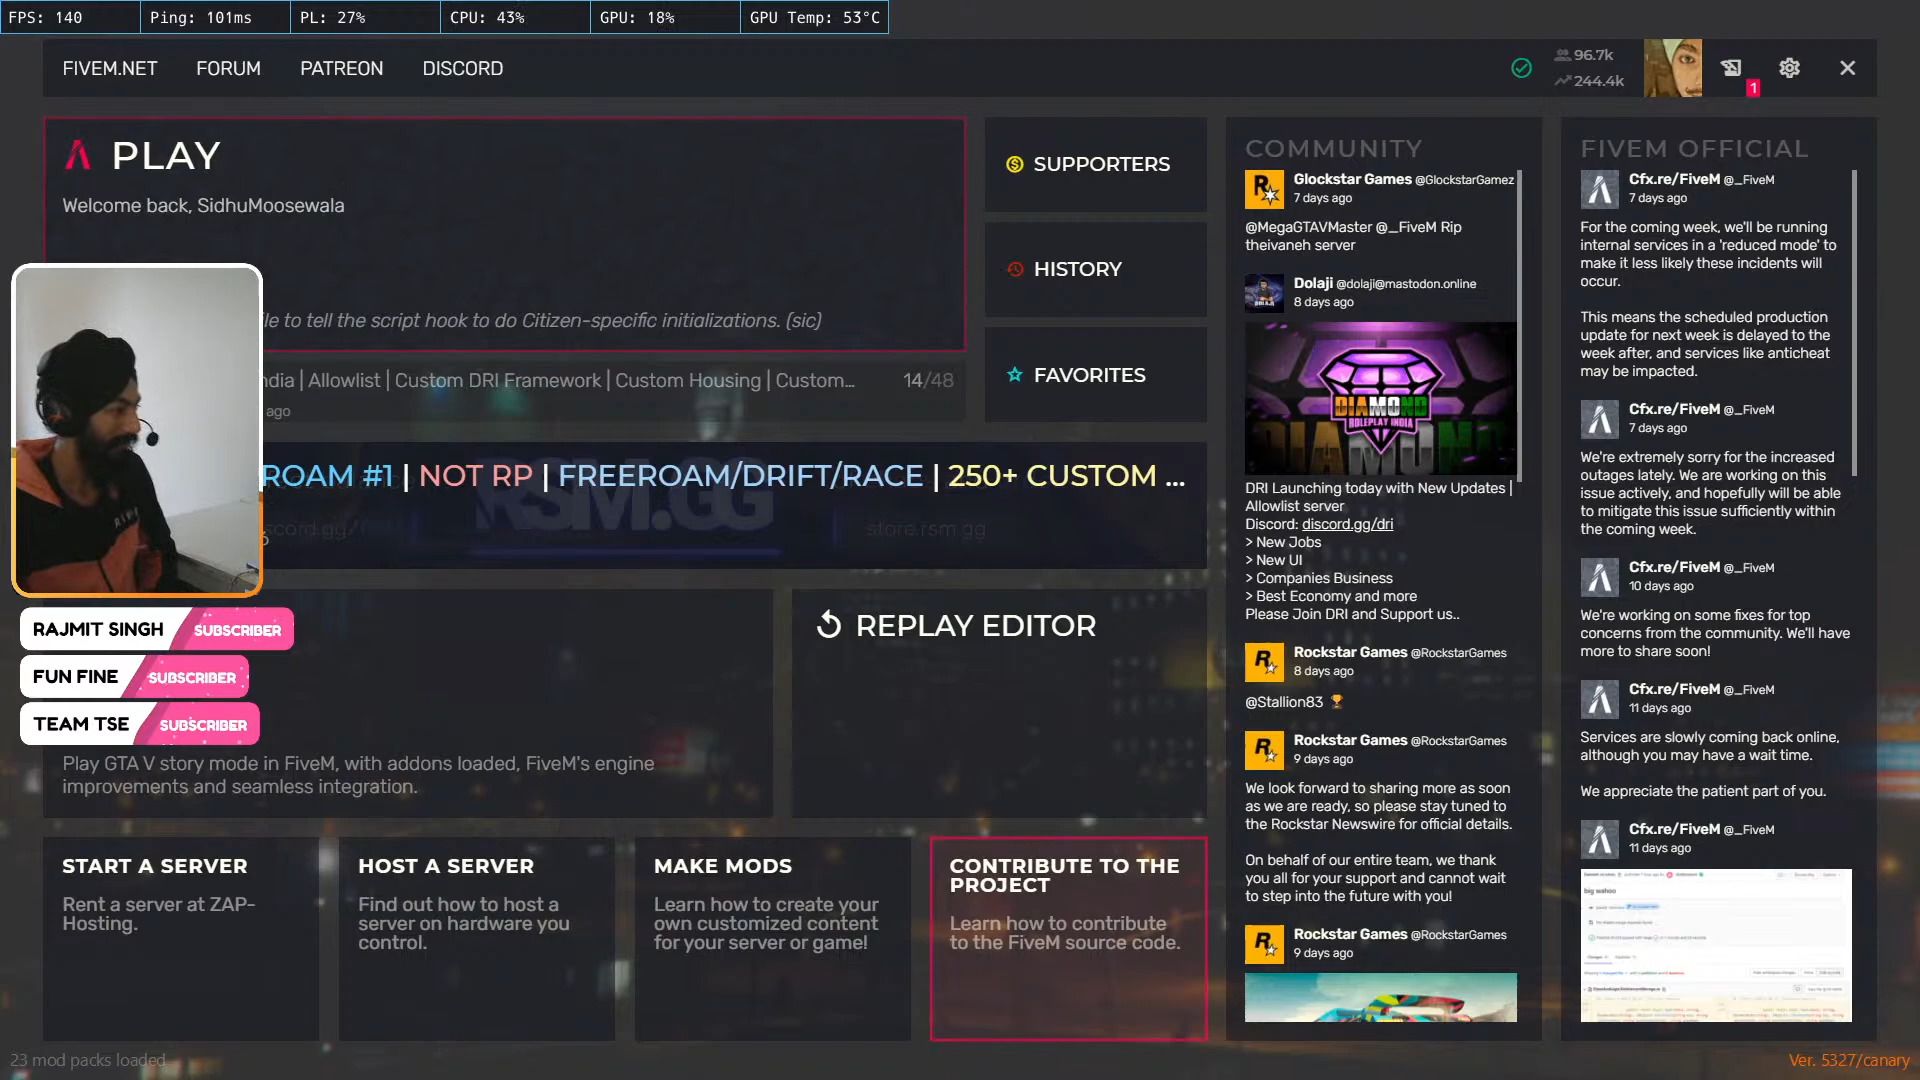 FPS: 140
Ping: 101ms
PL: 27%
CPU: 43%
GPU: 18%
GPU Temp: 53°C
FIVEM.NET
FORUM
PATREON
DISCORD
96.7k
244.4k
1
PLAY
Welcome back, SidhuMoosewala
to tell the script hook to do Citizen-specific initializations. (sic)
| Allowlist | Custom DRI Framework | Custom Housing | Custom...
14/48
ago
SUPPORTERS
HISTORY
FAVORITES
ROAM #1 | NOT RP | FREEROAM/DRIFT/RACE | 250+ CUSTOM ...
RSM.GG
store.rsm.gg
RAJMIT SINGH
SUBSCRIBER
FUN FINE
SUBSCRIBER
TEAM TSE
SUBSCRIBER
Play GTA V story mode in FiveM, with addons loaded, FiveM's engine
improvements and seamless integration.
REPLAY EDITOR
START A SERVER
Rent a server at ZAP-
Hosting.
HOST A SERVER
Find out how to host a
server on hardware you
control.
MAKE MODS
Learn how to create your
own customized content
for your server or game!
CONTRIBUTE TO THE
PROJECT
Learn how to contribute
to the FiveM source code.
COMMUNITY
Glockstar Games @GlockstarGamez
7 days ago
@MegaGTAVMaster @_FiveM Rip
theivaneh server
Dolaji @dolaji@mastodon.online
8 days ago
DIAMOND
ROLEPLAY INDIA
DRI Launching today with New Updates |
Allowlist server
Discord: discord.gg/dri
> New Jobs
> New UI
> Companies Business
> Best Economy and more
Please Join DRI and Support us..
Rockstar Games @RockstarGames
8 days ago
@Stallion83 🏆
Rockstar Games @RockstarGames
9 days ago
We look forward to sharing more as soon
as we are ready, so please stay tuned to
the Rockstar Newswire for official details.
On behalf of our entire team, we thank
you all for your support and cannot wait
to step into the future with you!
Rockstar Games @RockstarGames
9 days ago
FIVEM OFFICIAL
Cfx.re/FiveM @_FiveM
7 days ago
For the coming week, we'll be running
internal services in a 'reduced mode' to
make it less likely these incidents will
occur.
This means the scheduled production
update for next week is delayed to the
week after, and services like anticheat
may be impacted.
Cfx.re/FiveM @_FiveM
7 days ago
We're extremely sorry for the increased
outages lately. We are working on this
issue actively, and hopefully will be able
to mitigate this issue sufficiently within
the coming week.
Cfx.re/FiveM @_FiveM
10 days ago
We're working on some fixes for top
concerns from the community. We'll have
more to share soon!
Cfx.re/FiveM @_FiveM
11 days ago
Services are slowly coming back online,
although you may have a wait time.
We appreciate the patient part of you.
Cfx.re/FiveM @_FiveM
11 days ago
big wahoo
23 mod packs loaded
Ver. 5327/canary